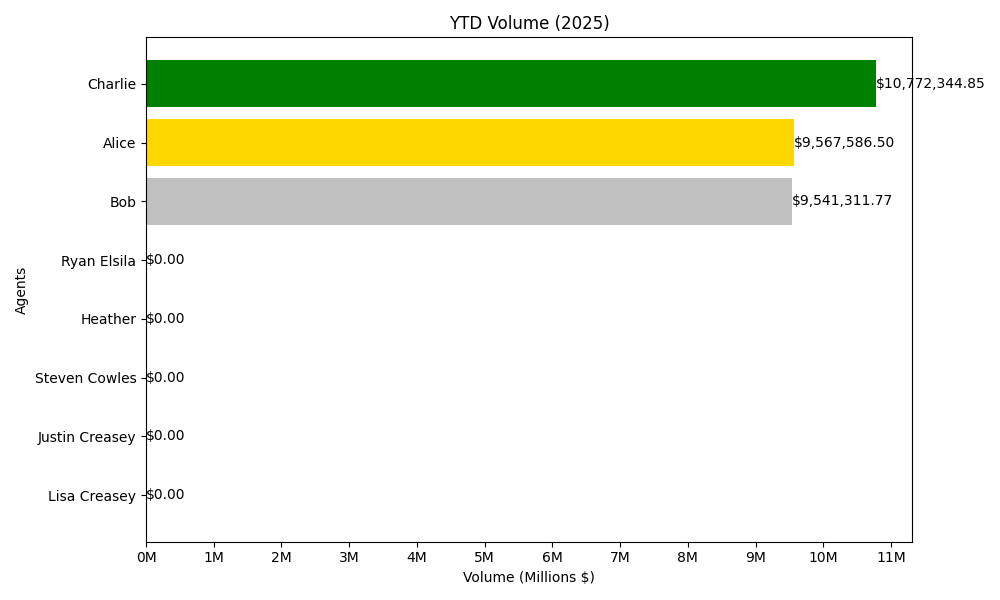 YTD Volume (2025)
Charlie $10,772,344.85
Alice $9,567,586.50
Bob $9,541,311.77
Ryan Elsila $0.00
Heather $0.00
Steven Cowles $0.00
Justin Creasey $0.00
Lisa Creasey $0.00
Agents
0M 1M 2M 3M 4M 5M 6M 7M 8M 9M 10M 11M
Volume (Millions $)